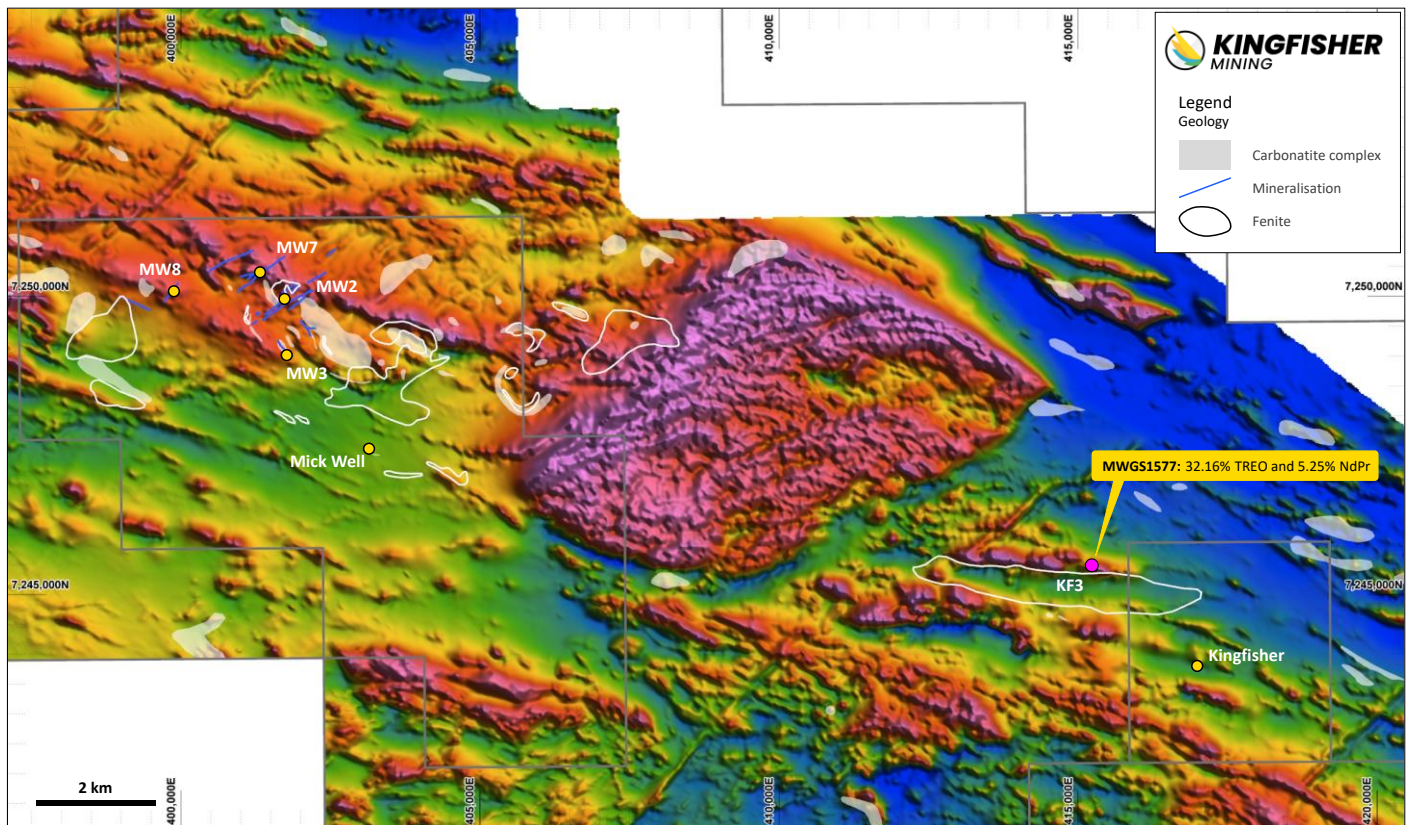 400,000E
405,000E
410,000E
415,000E
KINGFISHER
MINING
Legend
Geology
Carbonatite complex
Mineralisation
Fenite
MW7
MW8
MW2
7,250,000N
7,250,000N
MW3
Mick Well
MWGS1577: 32.16% TREO and 5.25% NdPr
7,245,000N
KF3
7,245,000N
Kingfisher
2 km
400,000E
405,000E
410,000E
415,000E
420,000E